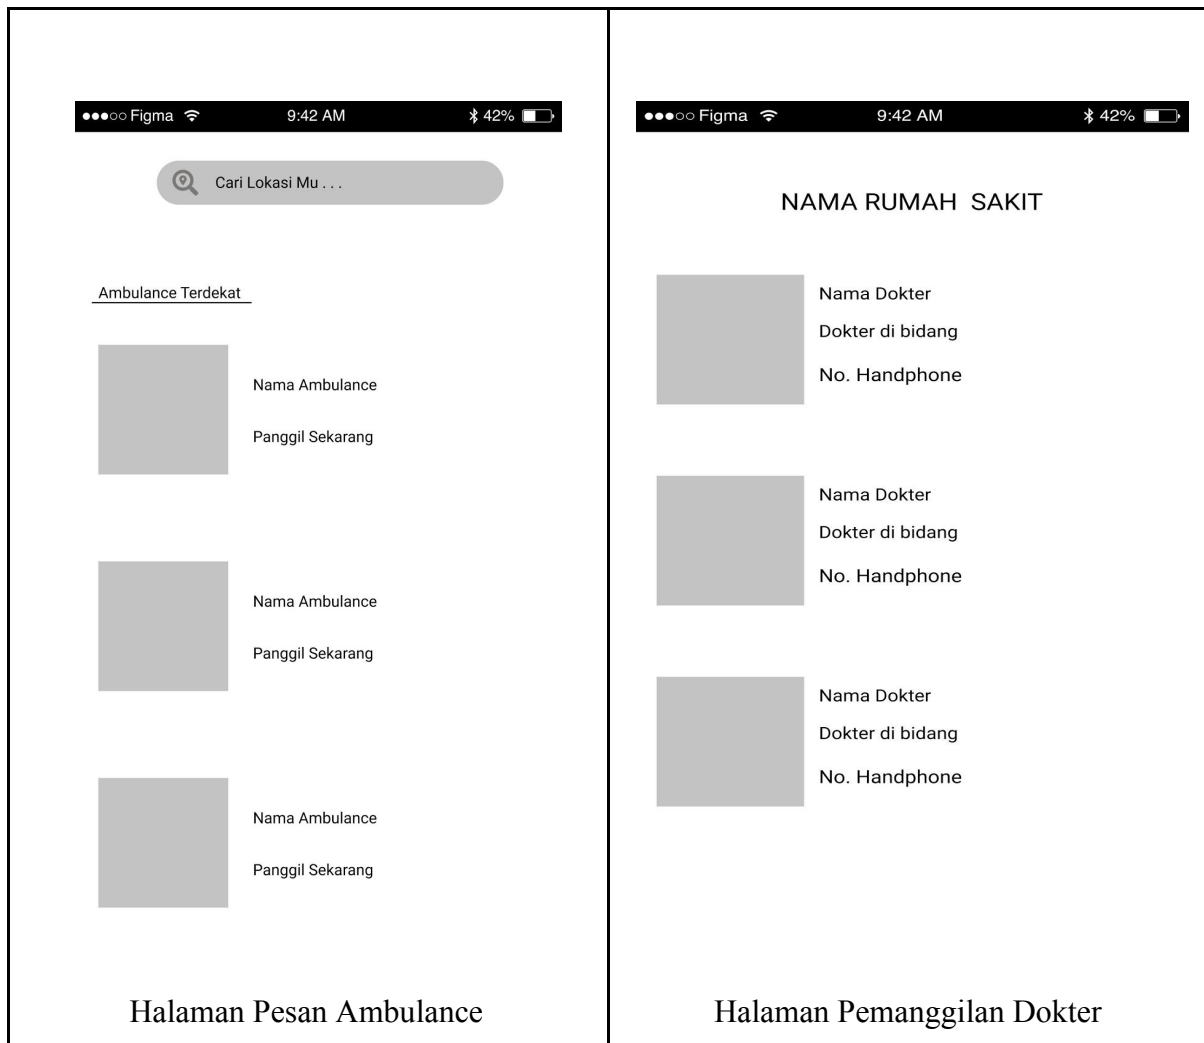 Figma 9:42 AM 42%
Cari Lokasi Mu . . .
Ambulance Terdekat
Nama Ambulance
Panggil Sekarang
Nama Ambulance
Panggil Sekarang
Nama Ambulance
Panggil Sekarang
Halaman Pesan Ambulance
Figma 9:42 AM 42%
NAMA RUMAH SAKIT
Nama Dokter
Dokter di bidang
No. Handphone
Nama Dokter
Dokter di bidang
No. Handphone
Nama Dokter
Dokter di bidang
No. Handphone
Halaman Pemanggilan Dokter